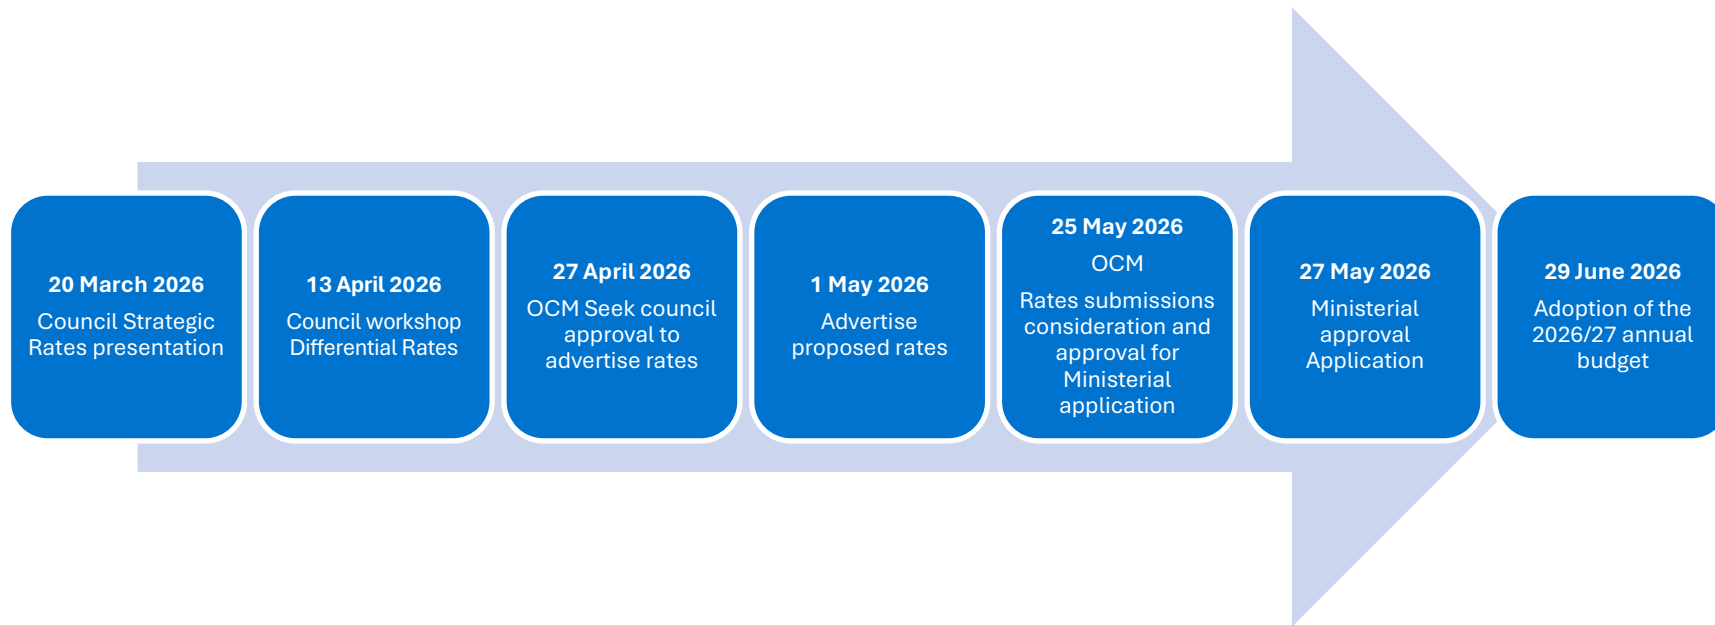 20 March 2026
Council Strategic
Rates presentation
13 April 2026
Council workshop
Differential Rates
27 April 2026
OCM Seek council
approval to
advertise rates
1 May 2026
Advertise
proposed rates
25 May 2026
OCM
Rates submissions
consideration and
approval for
Ministerial
application
27 May 2026
Ministerial
approval
Application
29 June 2026
Adoption of the
2026/27 annual
budget